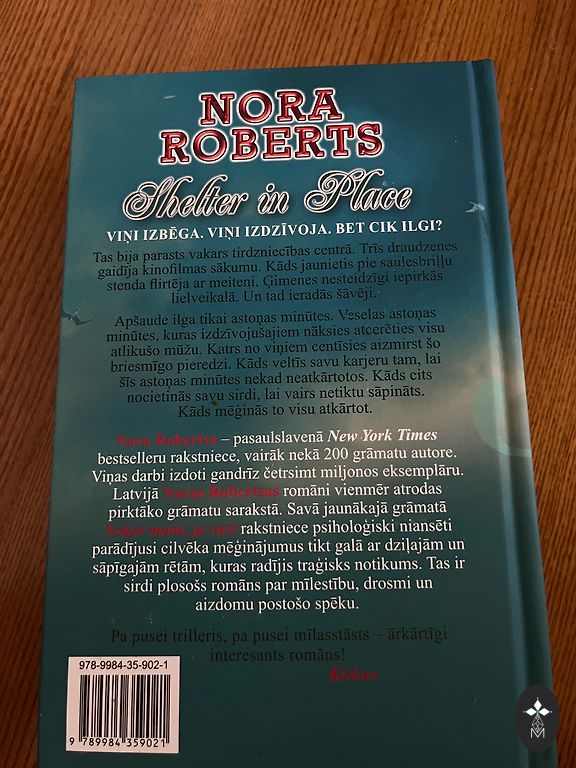 NORA
ROBERTS
Shelter in Place
VIŅI IZBĒGA. VIŅI IZDZĪVOJA. BET CIK ILGI?
Tas bija parasts vakars tirdzniecības centrā. Trīs draudzenes
gaidīja kinofilmas sākumu. Kāds jaunietis pie saulesbriļļu
stenda flirtēja ar meiteni. Ģimenes nesteidzīgi iepirkās
lielveikalā. Un tad ieradās šāvēji.
Apšaude ilga tikai astoņas minūtes. Veselas astoņas
minūtes, kuras izdzīvojušajiem nāksies atcerēties visu
atlikušo mūžu. Katrs no viņiem centīsies aizmirst šo
briesmīgo pieredzi. Kāds veltīs savu karjeru tam, lai
šīs astoņas minūtes nekad neatkārtotos. Kāds cits
nocietinās savu sirdi, lai vairs netiktu sāpināts.
Kāds mēģinās to visu atkārtot.
Nora Robertsa – pasaulslavenā New York Times
bestselleru rakstniece, vairāk nekā 200 grāmatu autore.
Viņas darbi izdoti gandrīz četrsimt miljonos eksemplāru.
Latvijā Noras Robertsas romāni vienmēr atrodas
pirktāko grāmatu sarakstā. Savā jaunākajā grāmatā
Noķer mani, ja vari rakstniece psiholoģiski niansēti
parādījusi cilvēka mēģinājumus tikt galā ar dziļajām un
sāpīgajām rētām, kuras radījis traģisks notikums. Tas ir
sirdi plosošs romāns par mīlestību, drosmi un
aizdomu postošo spēku.
Pa pusei trilleris, pa pusei mīlasstāsts – ārkārtīgi
interesants romāns!
Kirkus
978-9984-35-902-1
9 789984 359021
M